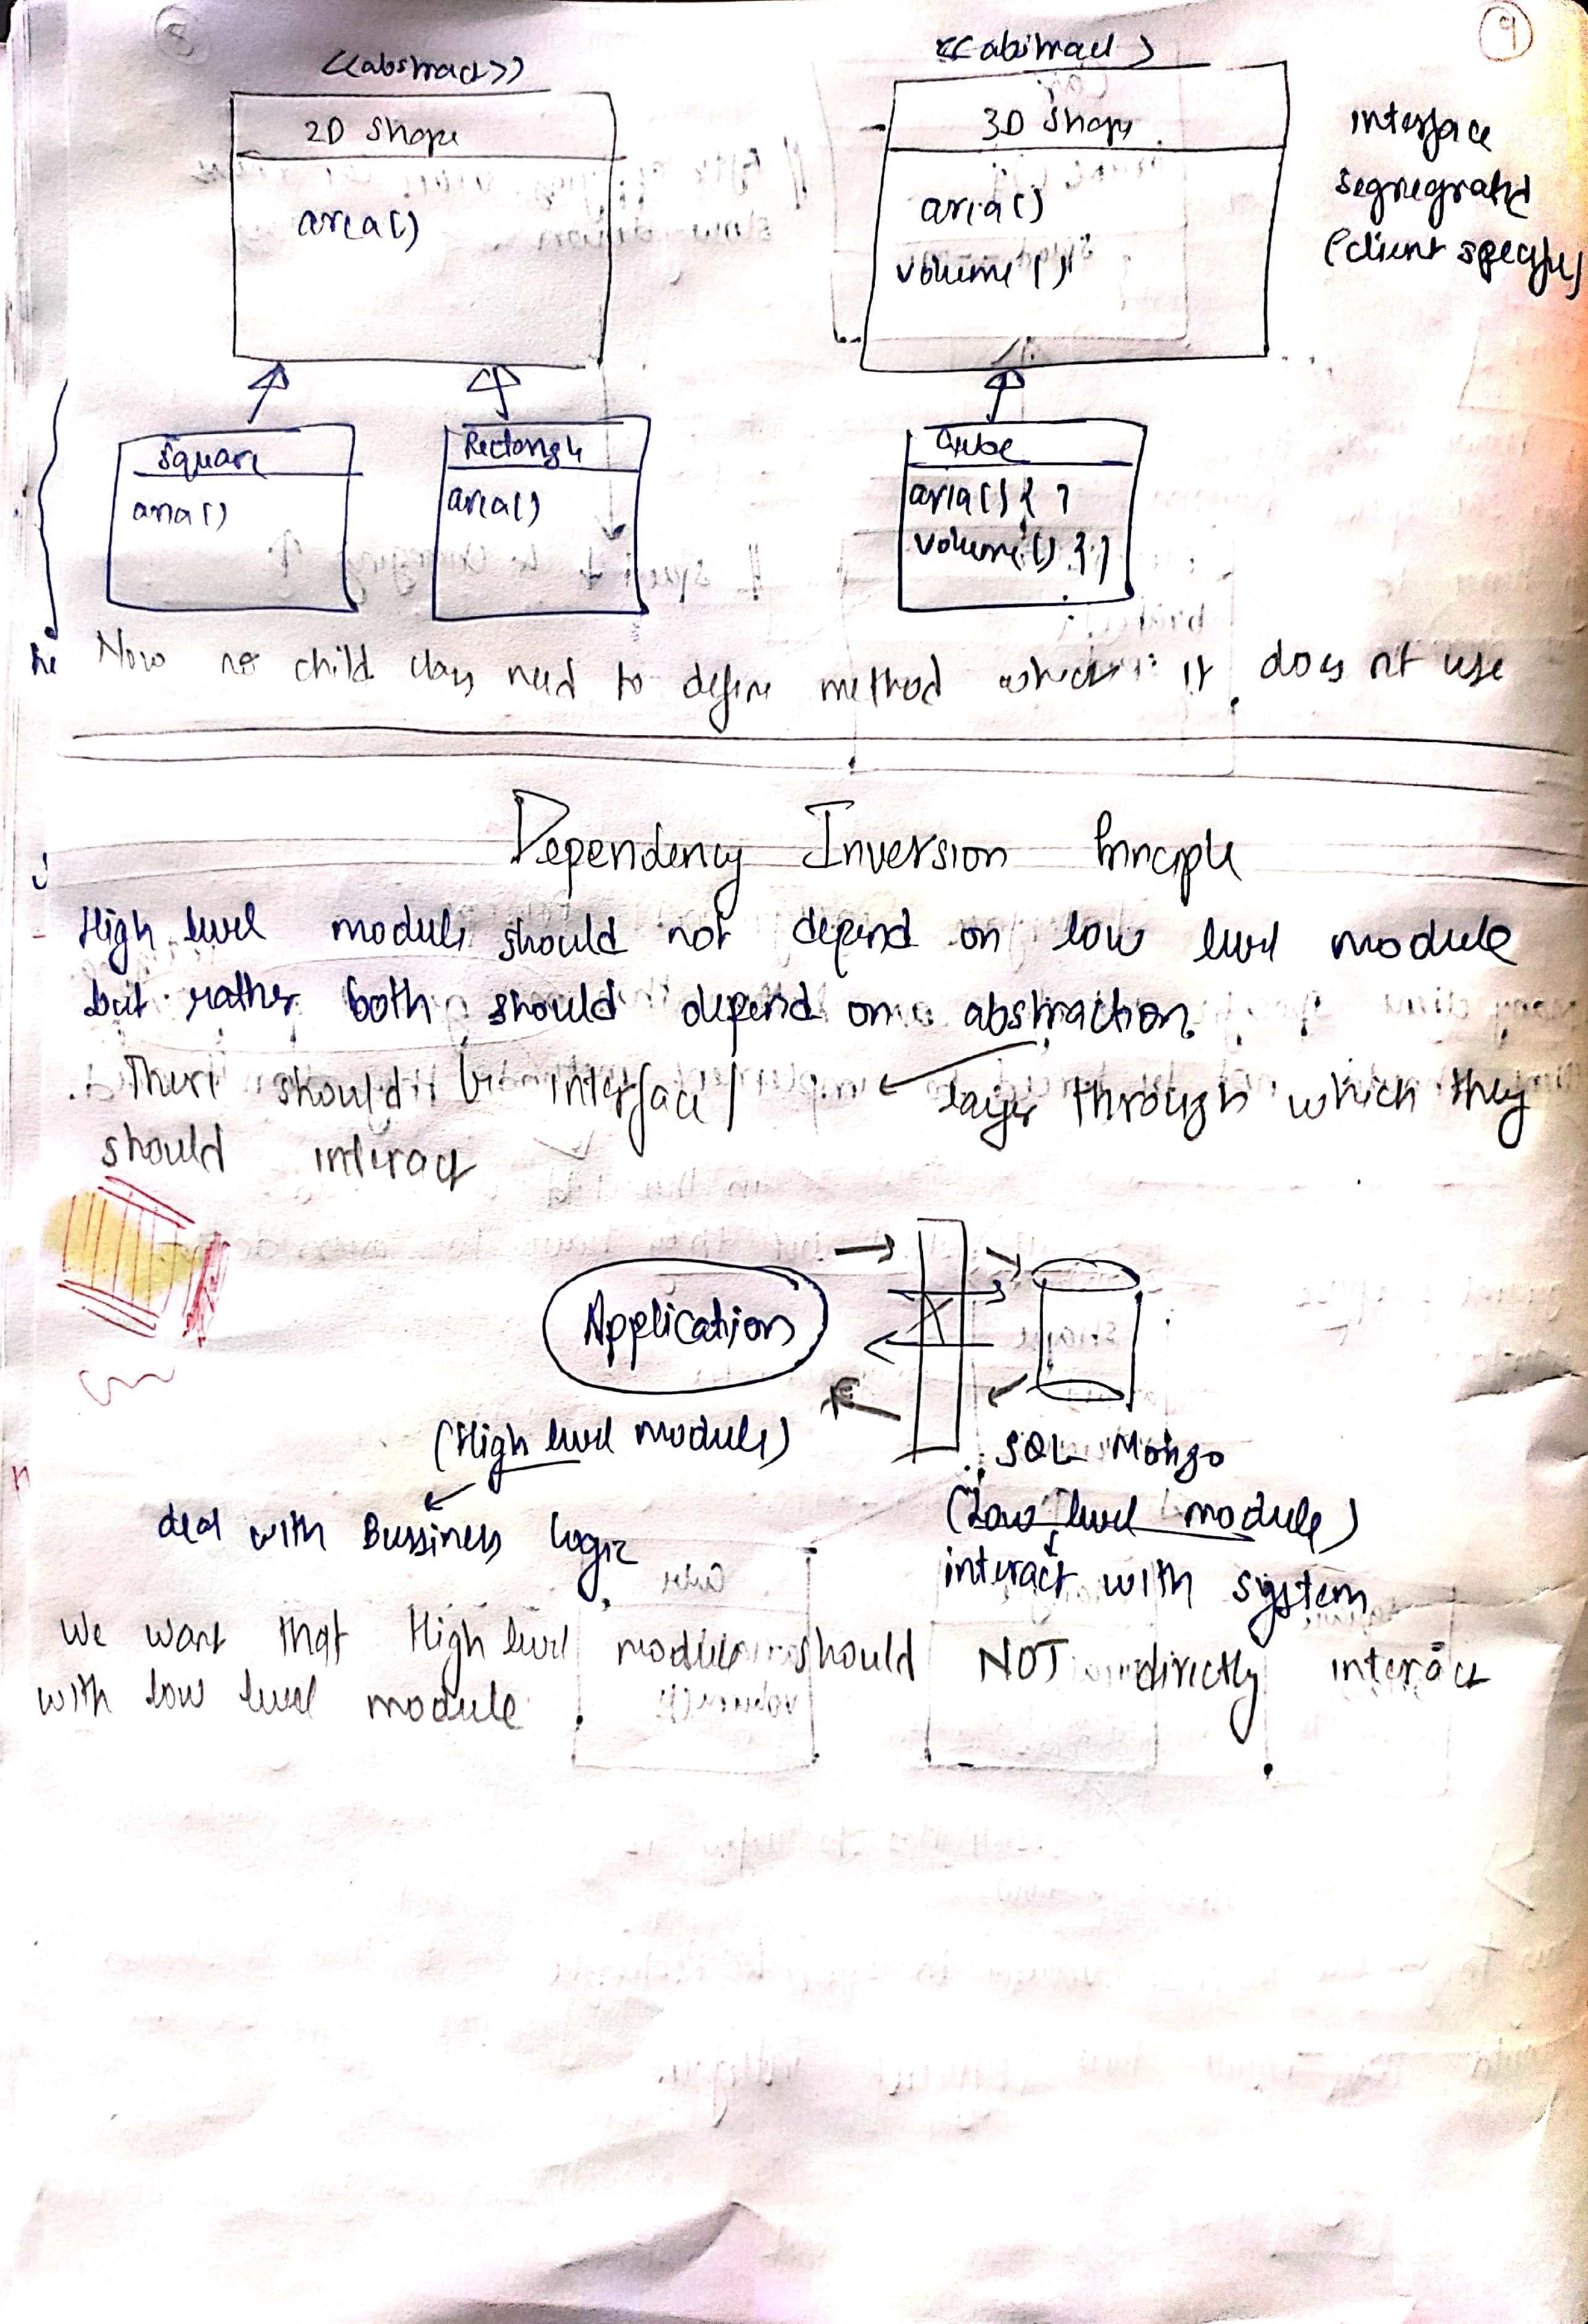 9
<<abstract>>
2D Shape
area()
Square
area()
Rectangle
area()
<<abstract>
3D Shape
area()
volume()
Cube
area(){ }
volume() { }
interface
segregrated
(client specific)
Now no child class need to define method which it does nt use
Dependency Inversion Principle
High level module should not depend on low level module
but rather both should depend on abstraction.
There should be interface / layer through which they
should interact
Application
(High level module)
deal with Bussiness logic
SQL Mongo
(Low level module)
interact with system
We want that High level module should NOT directly interact
with low level module